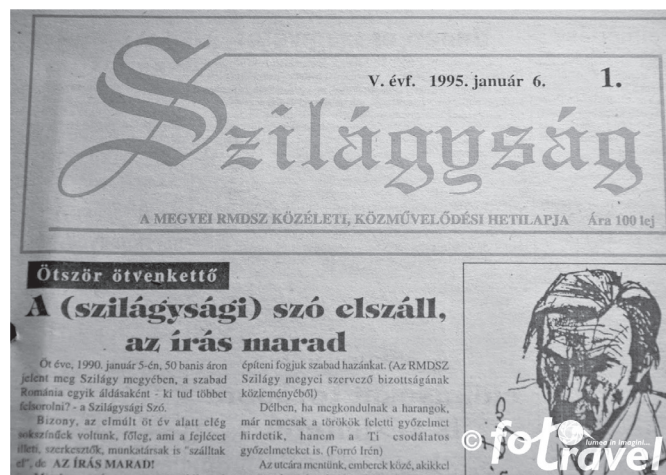 V. évf. 1995. január 6. 1.
Szilágyság
A MEGYEI RMDSZ KÖZÉLETI, KÖZMŰVELŐDÉSI HETILAPJA Ára 100 lej
Ötször ötvenkettő
A (szilágysági) szó elszáll,
az írás marad
Öt éve, 1990. január 5-én, 50 banis áron
jelent meg Szilágy megyében, a szabad
Románia egyik áldásaként - ki tud többet
felsorolni? - a Szilágysági Szó.
Bizony, az elmúlt öt év alatt elég
sokszínűek voltunk, főleg, ami a fejlécet
illeti, szerkesztők, munkatársak is "szálltak
el", de AZ ÍRÁS MARAD!
építeni fogjuk szabad hazánkat. (Az RMDSZ
Szilágy megyei szervező bizottságának
közleményéből)
Délben, ha megkondulnak a harangok,
már nemcsak a törökök feletti győzelmet
hirdetik, hanem a Ti csodálatos
győzelmeteket is. (Forró Irén)
Az utcára mentünk, emberek közé, akikkel
© fototravel
lumea in imagini...